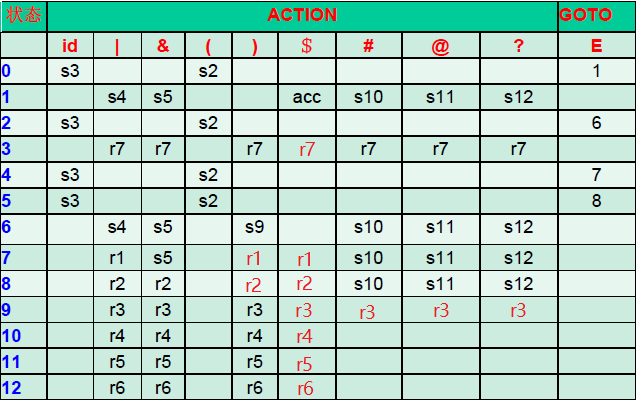 状态 ACTION GOTO
id | & ( ) $ # @ ? E
0 s3 s2 1
1 s4 s5 acc s10 s11 s12
2 s3 s2 6
3 r7 r7 r7 r7 r7 r7 r7
4 s3 s2 7
5 s3 s2 8
6 s4 s5 s9 s10 s11 s12
7 r1 s5 r1 r1 s10 s11 s12
8 r2 r2 r2 r2 s10 s11 s12
9 r3 r3 r3 r3 r3 r3 r3
10 r4 r4 r4 r4
11 r5 r5 r5 r5
12 r6 r6 r6 r6